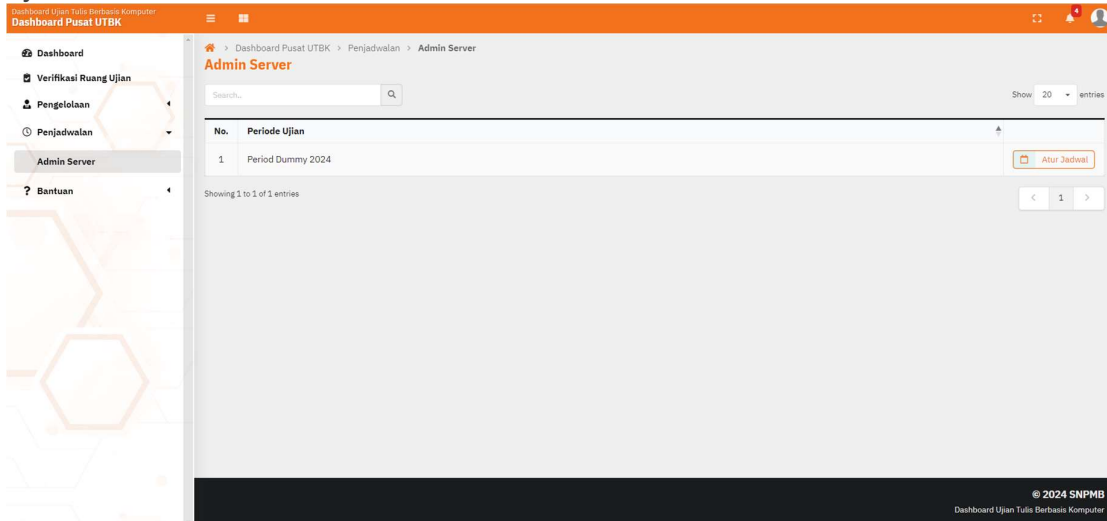 Dashboard Ujian Tulis Berbasis Komputer
Dashboard Pusat UTBK
4
Dashboard
Verifikasi Ruang Ujian
Pengelolaan
Penjadwalan
Admin Server
? Bantuan
> Dashboard Pusat UTBK > Penjadwalan > Admin Server
Admin Server
Search..
Show 20 entries
No. Periode Ujian
1 Period Dummy 2024 Atur Jadwal
Showing 1 to 1 of 1 entries
< 1 >
© 2024 SNPMB
Dashboard Ujian Tulis Berbasis Komputer